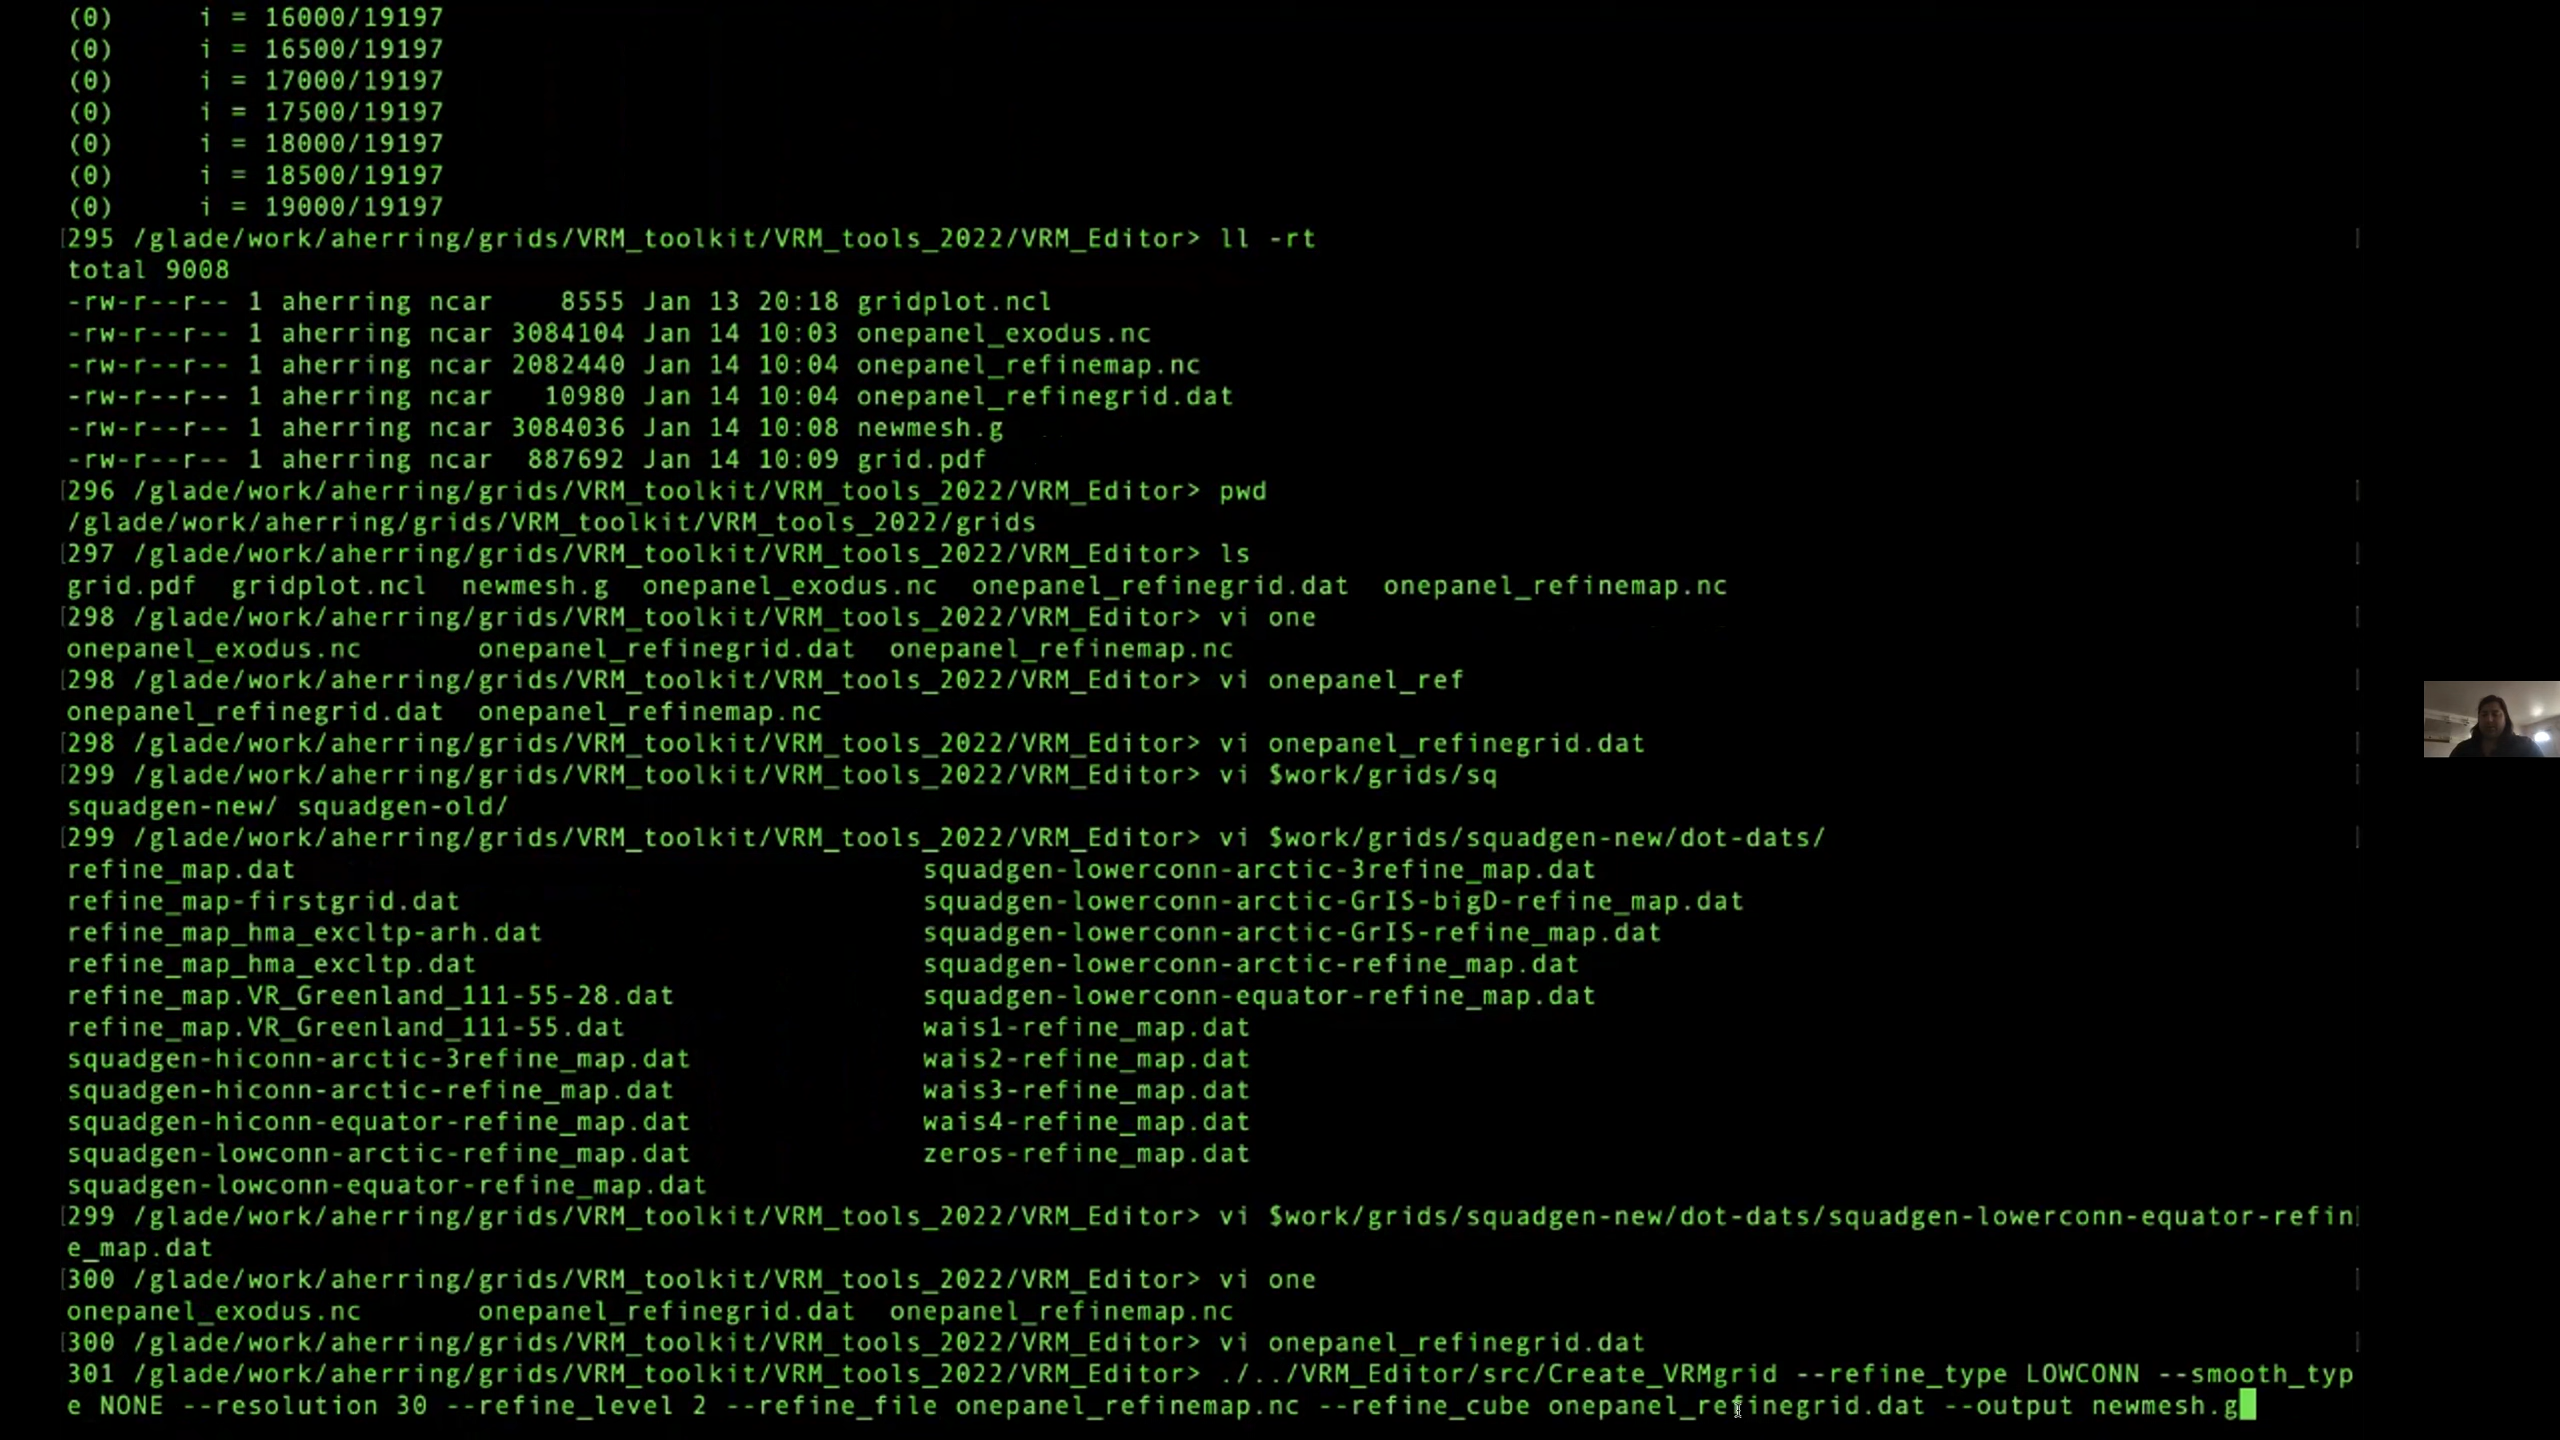 (0)     i = 16000/19197
(0)     i = 16500/19197
(0)     i = 17000/19197
(0)     i = 17500/19197
(0)     i = 18000/19197
(0)     i = 18500/19197
(0)     i = 19000/19197
[295 /glade/work/aherring/grids/VRM_toolkit/VRM_tools_2022/VRM_Editor> ll -rt
total 9008
-rw-r--r-- 1 aherring ncar    8555 Jan 13 20:18 gridplot.ncl
-rw-r--r-- 1 aherring ncar 3084104 Jan 14 10:03 onepanel_exodus.nc
-rw-r--r-- 1 aherring ncar 2082440 Jan 14 10:04 onepanel_refinemap.nc
-rw-r--r-- 1 aherring ncar   10980 Jan 14 10:04 onepanel_refinegrid.dat
-rw-r--r-- 1 aherring ncar 3084036 Jan 14 10:08 newmesh.g
-rw-r--r-- 1 aherring ncar  887692 Jan 14 10:09 grid.pdf
[296 /glade/work/aherring/grids/VRM_toolkit/VRM_tools_2022/VRM_Editor> pwd
/glade/work/aherring/grids/VRM_toolkit/VRM_tools_2022/grids
[297 /glade/work/aherring/grids/VRM_toolkit/VRM_tools_2022/VRM_Editor> ls
grid.pdf  gridplot.ncl  newmesh.g  onepanel_exodus.nc  onepanel_refinegrid.dat  onepanel_refinemap.nc
[298 /glade/work/aherring/grids/VRM_toolkit/VRM_tools_2022/VRM_Editor> vi one
onepanel_exodus.nc       onepanel_refinegrid.dat  onepanel_refinemap.nc
[298 /glade/work/aherring/grids/VRM_toolkit/VRM_tools_2022/VRM_Editor> vi onepanel_ref
onepanel_refinegrid.dat  onepanel_refinemap.nc
[298 /glade/work/aherring/grids/VRM_toolkit/VRM_tools_2022/VRM_Editor> vi onepanel_refinegrid.dat
[299 /glade/work/aherring/grids/VRM_toolkit/VRM_tools_2022/VRM_Editor> vi $work/grids/sq
squadgen-new/ squadgen-old/
[299 /glade/work/aherring/grids/VRM_toolkit/VRM_tools_2022/VRM_Editor> vi $work/grids/squadgen-new/dot-dats/
refine_map.dat                        squadgen-lowerconn-arctic-3refine_map.dat
refine_map-firstgrid.dat              squadgen-lowerconn-arctic-GrIS-bigD-refine_map.dat
refine_map_hma_excltp-arh.dat         squadgen-lowerconn-arctic-GrIS-refine_map.dat
refine_map_hma_excltp.dat             squadgen-lowerconn-arctic-refine_map.dat
refine_map.VR_Greenland_111-55-28.dat squadgen-lowerconn-equator-refine_map.dat
refine_map.VR_Greenland_111-55.dat    wais1-refine_map.dat
squadgen-hiconn-arctic-3refine_map.dat wais2-refine_map.dat
squadgen-hiconn-arctic-refine_map.dat wais3-refine_map.dat
squadgen-hiconn-equator-refine_map.dat wais4-refine_map.dat
squadgen-lowconn-arctic-refine_map.dat zeros-refine_map.dat
squadgen-lowconn-equator-refine_map.dat
[299 /glade/work/aherring/grids/VRM_toolkit/VRM_tools_2022/VRM_Editor> vi $work/grids/squadgen-new/dot-dats/squadgen-lowerconn-equator-refin
e_map.dat
[300 /glade/work/aherring/grids/VRM_toolkit/VRM_tools_2022/VRM_Editor> vi one
onepanel_exodus.nc       onepanel_refinegrid.dat  onepanel_refinemap.nc
[300 /glade/work/aherring/grids/VRM_toolkit/VRM_tools_2022/VRM_Editor> vi onepanel_refinegrid.dat
301 /glade/work/aherring/grids/VRM_toolkit/VRM_tools_2022/VRM_Editor> ./../VRM_Editor/src/Create_VRMgrid --refine_type LOWCONN --smooth_typ
e NONE --resolution 30 --refine_level 2 --refine_file onepanel_refinemap.nc --refine_cube onepanel_refinegrid.dat --output newmesh.g